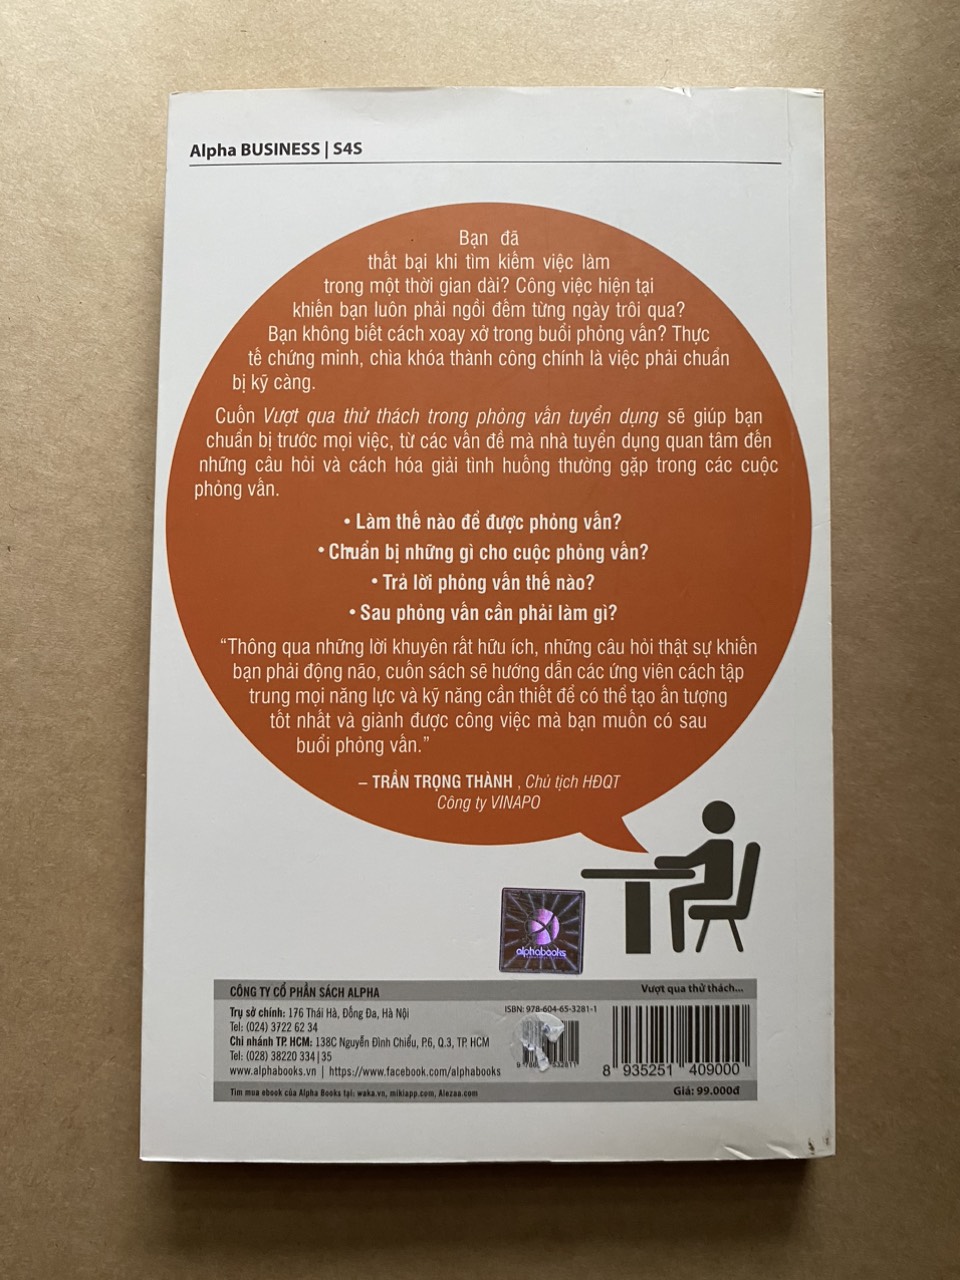 Alpha BUSINESS | S4S
Bạn đã
thất bại khi tìm kiếm việc làm
trong một thời gian dài? Công việc hiện tại
khiến bạn luôn phải ngồi đếm từng ngày trôi qua?
Bạn không biết cách xoay xở trong buổi phỏng vấn? Thực
tế chứng minh, chìa khóa thành công chính là việc phải chuẩn
bị kỹ càng.
Cuốn Vượt qua thử thách trong phỏng vấn tuyển dụng sẽ giúp bạn
chuẩn bị trước mọi việc, từ các vấn đề mà nhà tuyển dụng quan tâm đến
những câu hỏi và cách hóa giải tình huống thường gặp trong các cuộc
phỏng vấn.
• Làm thế nào để được phỏng vấn?
• Chuẩn bị những gì cho cuộc phỏng vấn?
• Trả lời phỏng vấn thế nào?
• Sau phỏng vấn cần phải làm gì?
“Thông qua những lời khuyên rất hữu ích, những câu hỏi thật sự khiến
bạn phải động não, cuốn sách sẽ hướng dẫn các ứng viên cách tập
trung mọi năng lực và kỹ năng cần thiết để có thể tạo ấn tượng
tốt nhất và giành được công việc mà bạn muốn có sau
buổi phỏng vấn.”
– TRẦN TRỌNG THÀNH , Chủ tịch HĐQT
Công ty VINAPO
alphabooks
CÔNG TY CỔ PHẦN SÁCH ALPHA
Vượt qua thử thách...
Trụ sở chính: 176 Thái Hà, Đống Đa, Hà Nội
Tel: (024) 3722 62 34
Chi nhánh TP. HCM: 138C Nguyễn Đình Chiểu, P.6, Q.3, TP. HCM
Tel: (028) 38220 334 | 35
www.alphabooks.vn | https://www.facebook.com/alphabooks
ISBN: 978-604-65-3281-1
8 935251 409000
Tìm mua ebook của Alpha Books tại: waka.vn, mikiapp.com, Alezaa.com
Giá: 99.000đ